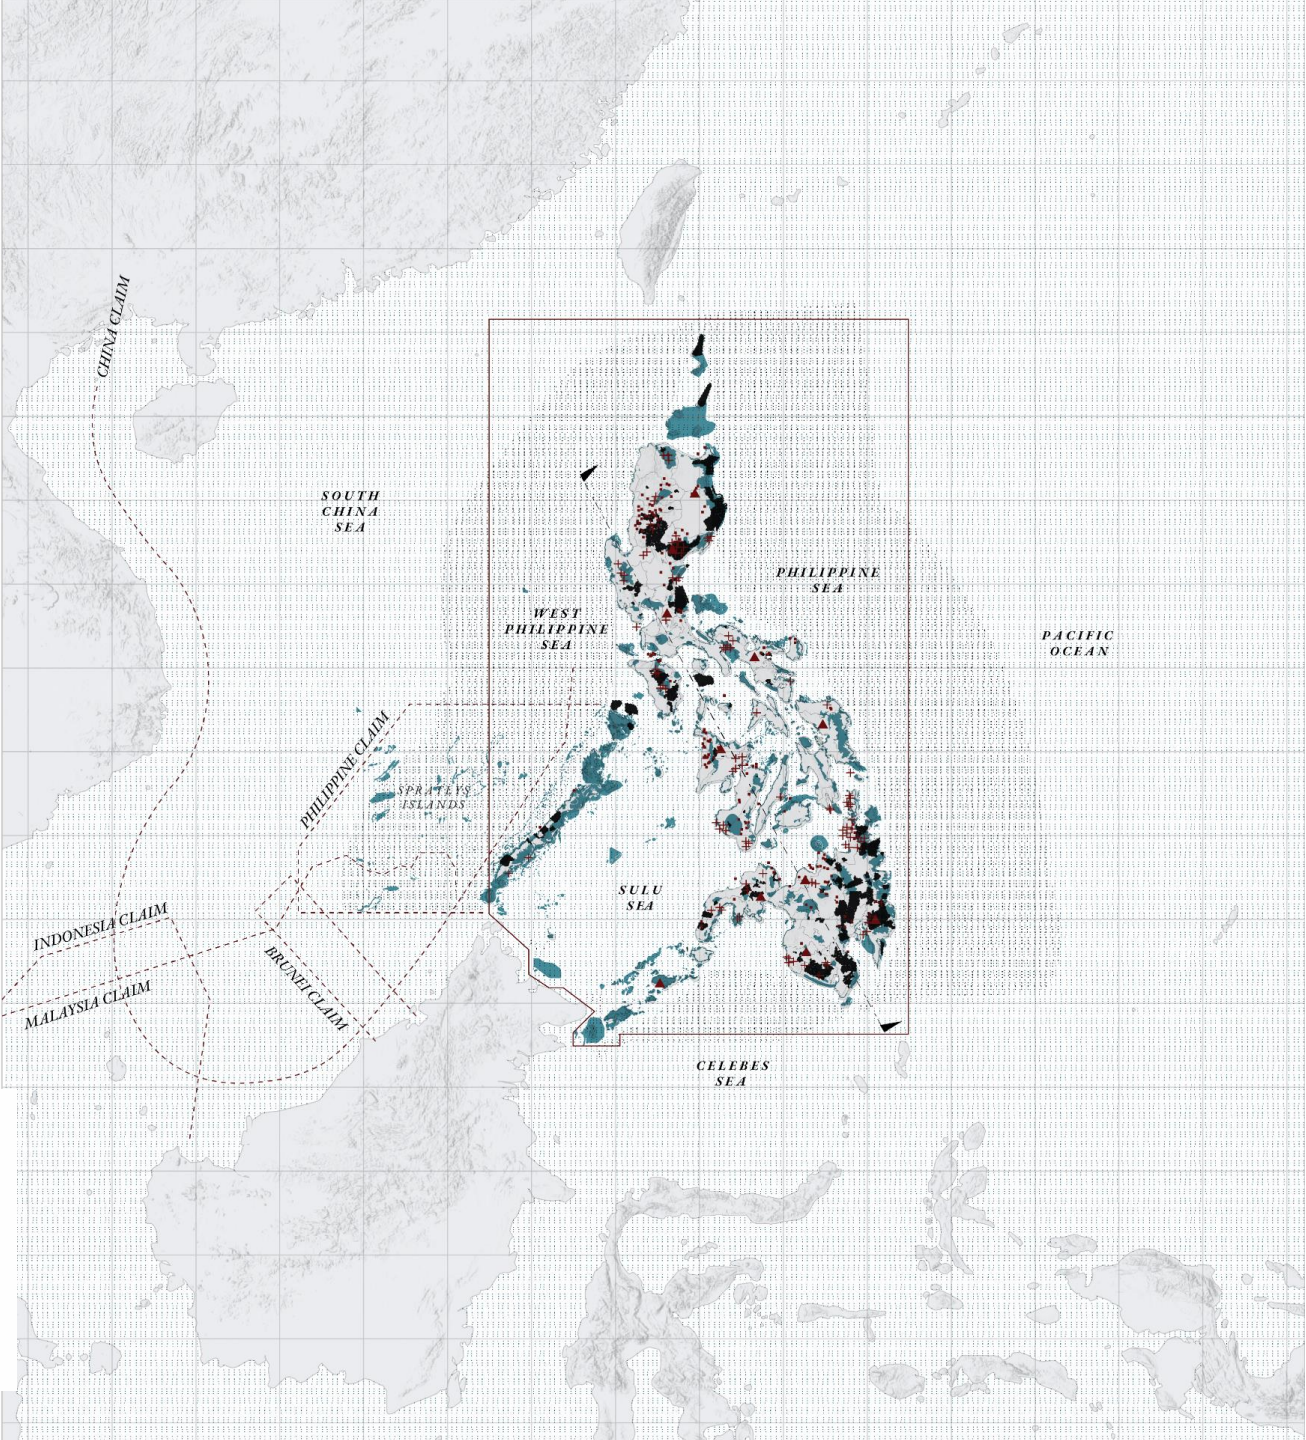 CHINA CLAIM
SOUTH
CHINA
SEA
PHILIPPINE
SEA
WEST
PHILIPPINE
SEA
PACIFIC
OCEAN
PHILIPPINE CLAIM
SPRATLYS
ISLANDS
SULU
SEA
INDONESIA CLAIM
MALAYSIA CLAIM
BRUNEI CLAIM
CELEBES
SEA